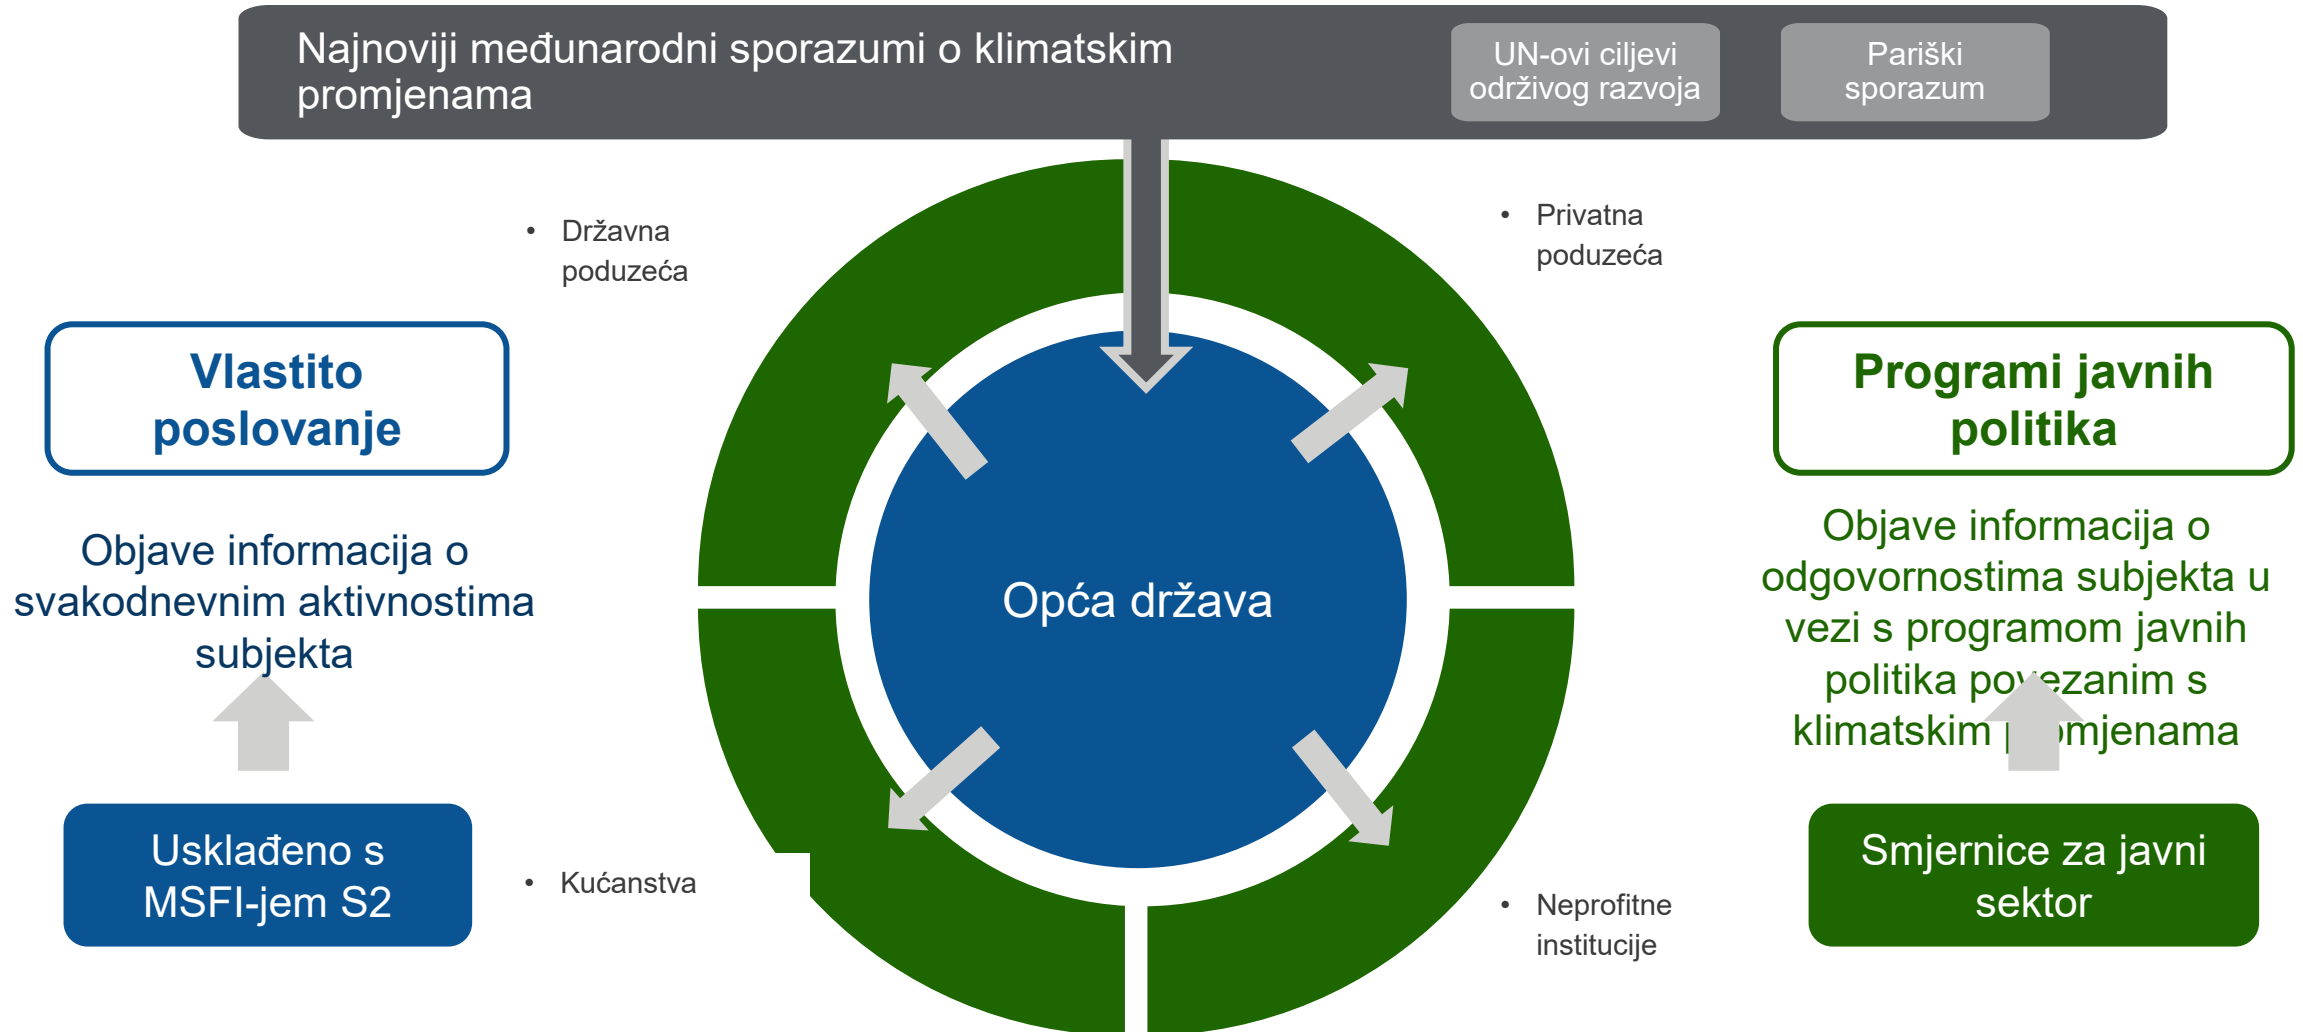 Najnoviji međunarodni sporazumi o klimatskim
promjenama
UN-ovi ciljevi
održivog razvoja
Pariški
sporazum
• Državna
poduzeća
• Privatna
poduzeća
Vlastito
poslovanje
Programi javnih
politika
Objave informacija o
svakodnevnim aktivnostima
subjekta
Opća država
Objave informacija o
odgovornostima subjekta u
vezi s programom javnih
politika povezanim s
klimatskim promjenama
Usklađeno s
MSFI-jem S2
• Kućanstva
• Neprofitne
institucije
Smjernice za javni
sektor